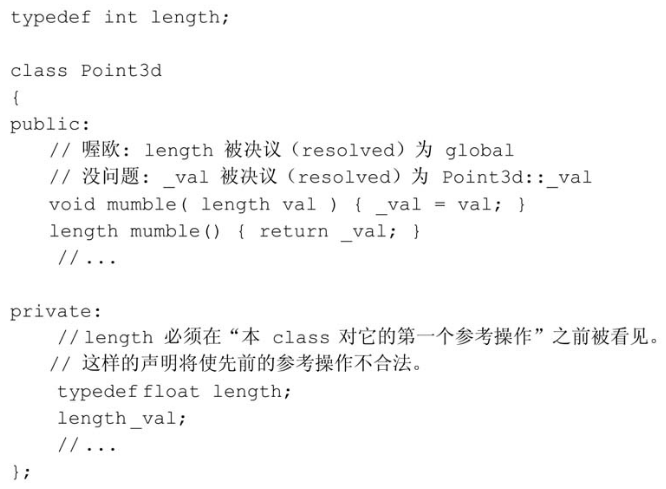 typedef int length;
class Point3d
{
public:
// 喔欧: length 被决议（resolved）为 global
// 没问题: _val 被决议（resolved）为 Point3d::_val
void mumble( length val ) { _val = val; }
length mumble() { return _val; }
//...
private:
//length 必须在“本 class 对它的第一个参考操作”之前被看见。
// 这样的声明将使先前的参考操作不合法。
typedef float length;
length _val;
//...
};